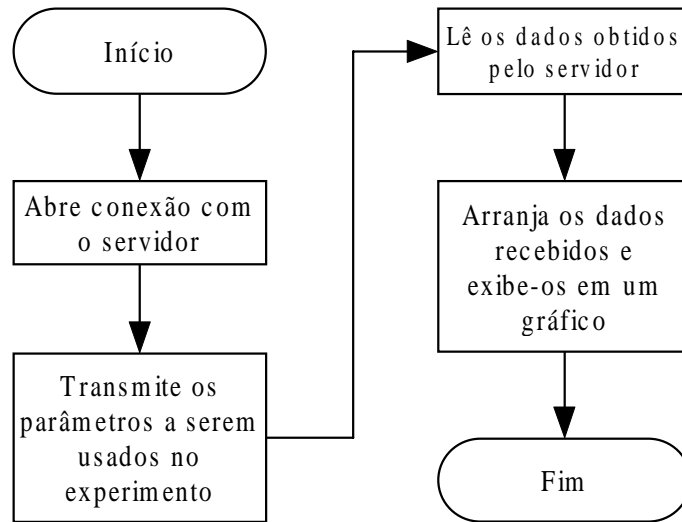 Início
Abre conexão com
o servidor
Transmite os
parâmetros a serem
usados no
experimento
Lê os dados obtidos
pelo servidor
Arranja os dados
recebidos e
exibe-os em um
gráfico
Fim